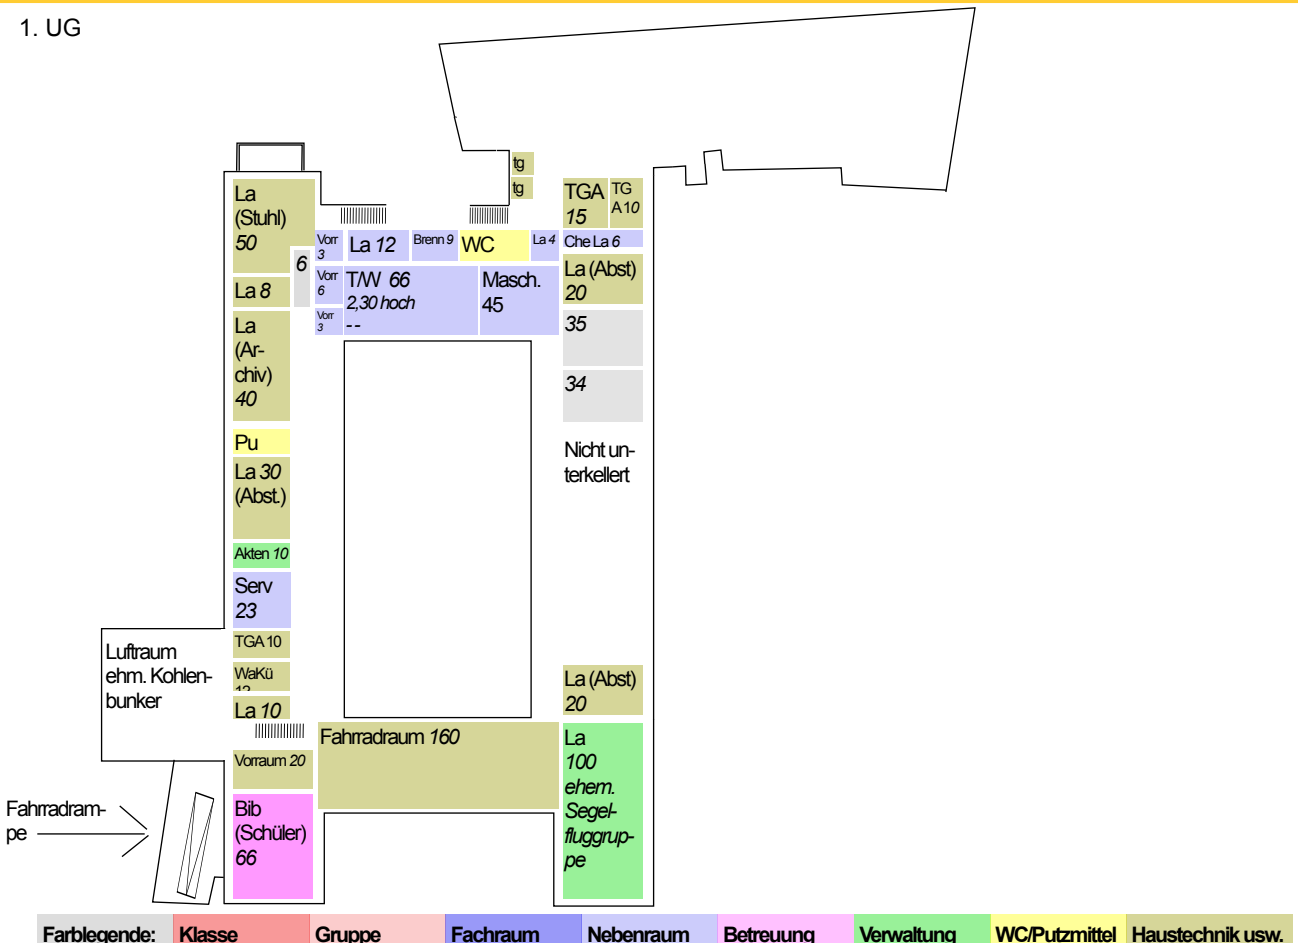 1. UG
tg
tg
TGA
15
TG
A 10
La
(Stuhl)
50
6
Vorr
3
La 12
Brenn 9
WC
La 4
Che La 6
Vorr
6
T/W 66
2,30 hoch
--
Masch.
45
La (Abst)
20
La 8
Vorr
3
35
La
(Ar-
chiv)
40
34
Pu
Nicht un-
terkellert
La 30
(Abst.)
Akten 10
Serv
23
TGA 10
Luftraum
ehm. Kohlen-
bunker
WaKü
La 10
La (Abst)
20
Fahrradraum 160
La
100
ehem.
Segel-
fluggrup-
pe
Vorraum 20
Fahrradram-
pe
Bib
(Schüler)
66
Farblegende:
Klasse
Gruppe
Fachraum
Nebenraum
Betreuung
Verwaltung
WC/Putzmittel
Haustechnik usw.